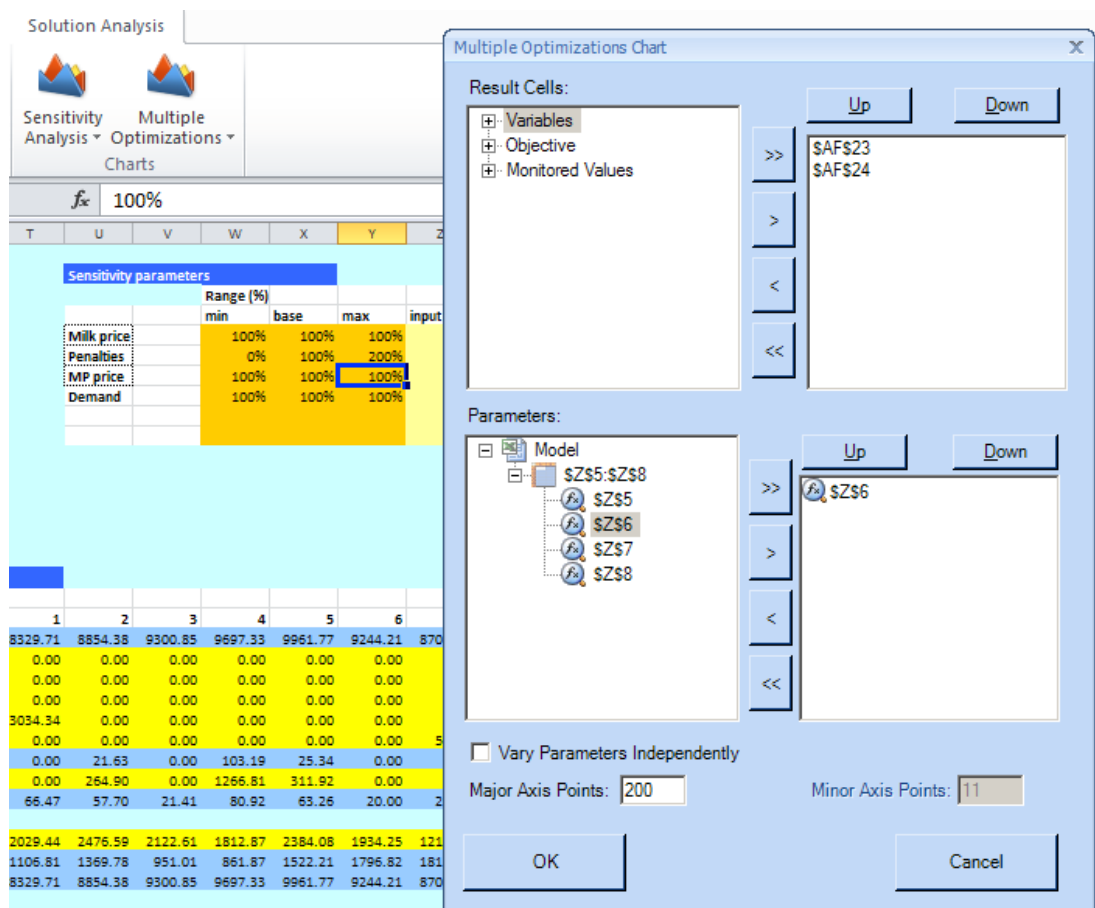 Solution Analysis
Sensitivity Analysis
Multiple Optimizations
Charts
fx 100%
T U V W X Y Z
Sensitivity parameters
Range (%)
min base max input
Milk price 100% 100% 100%
Penalties 0% 100% 200%
MP price 100% 100% 100%
Demand 100% 100% 100%
1 2 3 4 5 6
8329.71 8854.38 9300.85 9697.33 9961.77 9244.21 870
0.00 0.00 0.00 0.00 0.00 0.00
0.00 0.00 0.00 0.00 0.00 0.00
0.00 0.00 0.00 0.00 0.00 0.00
3034.34 0.00 0.00 0.00 0.00 0.00
0.00 0.00 0.00 0.00 0.00 0.00 5
0.00 21.63 0.00 103.19 25.34 0.00
0.00 264.90 0.00 1266.81 311.92 0.00
66.47 57.70 21.41 80.92 63.26 20.00 2
2029.44 2476.59 2122.61 1812.87 2384.08 1934.25 121
1106.81 1369.78 951.01 861.87 1522.21 1796.82 181
8329.71 8854.38 9300.85 9697.33 9961.77 9244.21 870
Multiple Optimizations Chart X
Result Cells:
Variables
Objective
Monitored Values
>>
>
<
<<
Up Down
$AF$23
$AF$24
Parameters:
Model
$Z$5:$Z$8
$Z$5
$Z$6
$Z$7
$Z$8
>>
>
<
<<
Up Down
$Z$6
Vary Parameters Independently
Major Axis Points: 200 Minor Axis Points: 11
OK Cancel